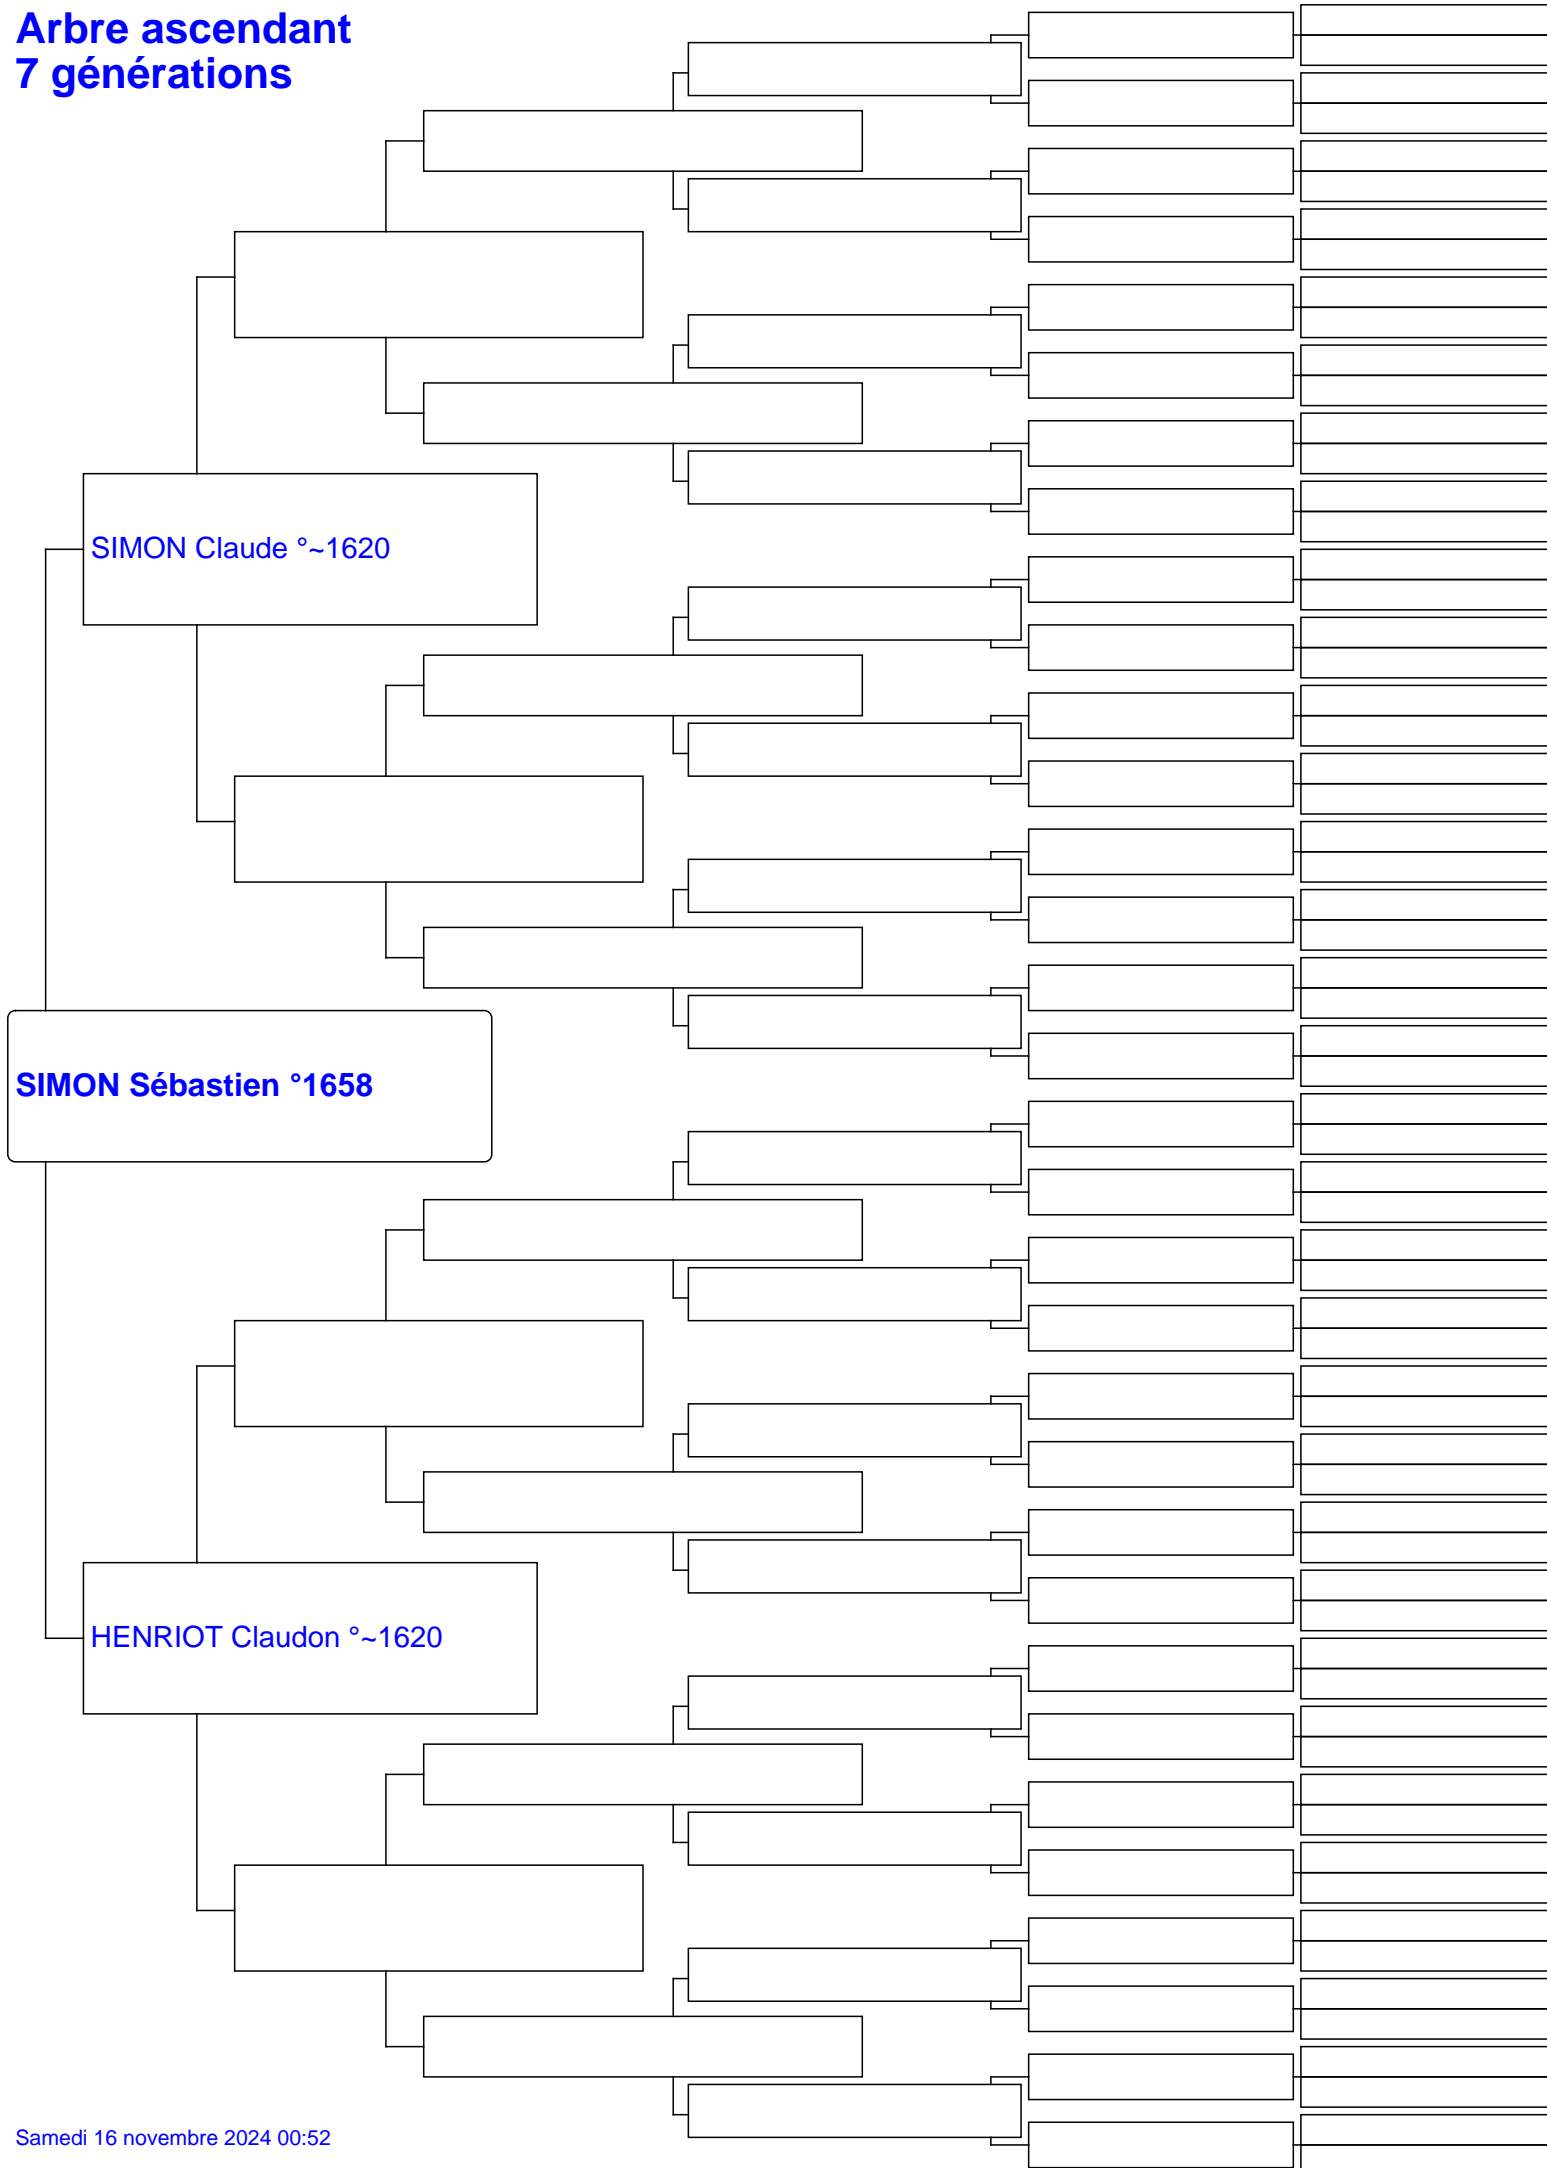 Arbre ascendant
7 générations
SIMON Claude °~1620
SIMON Sébastien °1658
HENRIOT Claudon °~1620
Samedi 16 novembre 2024 00:52